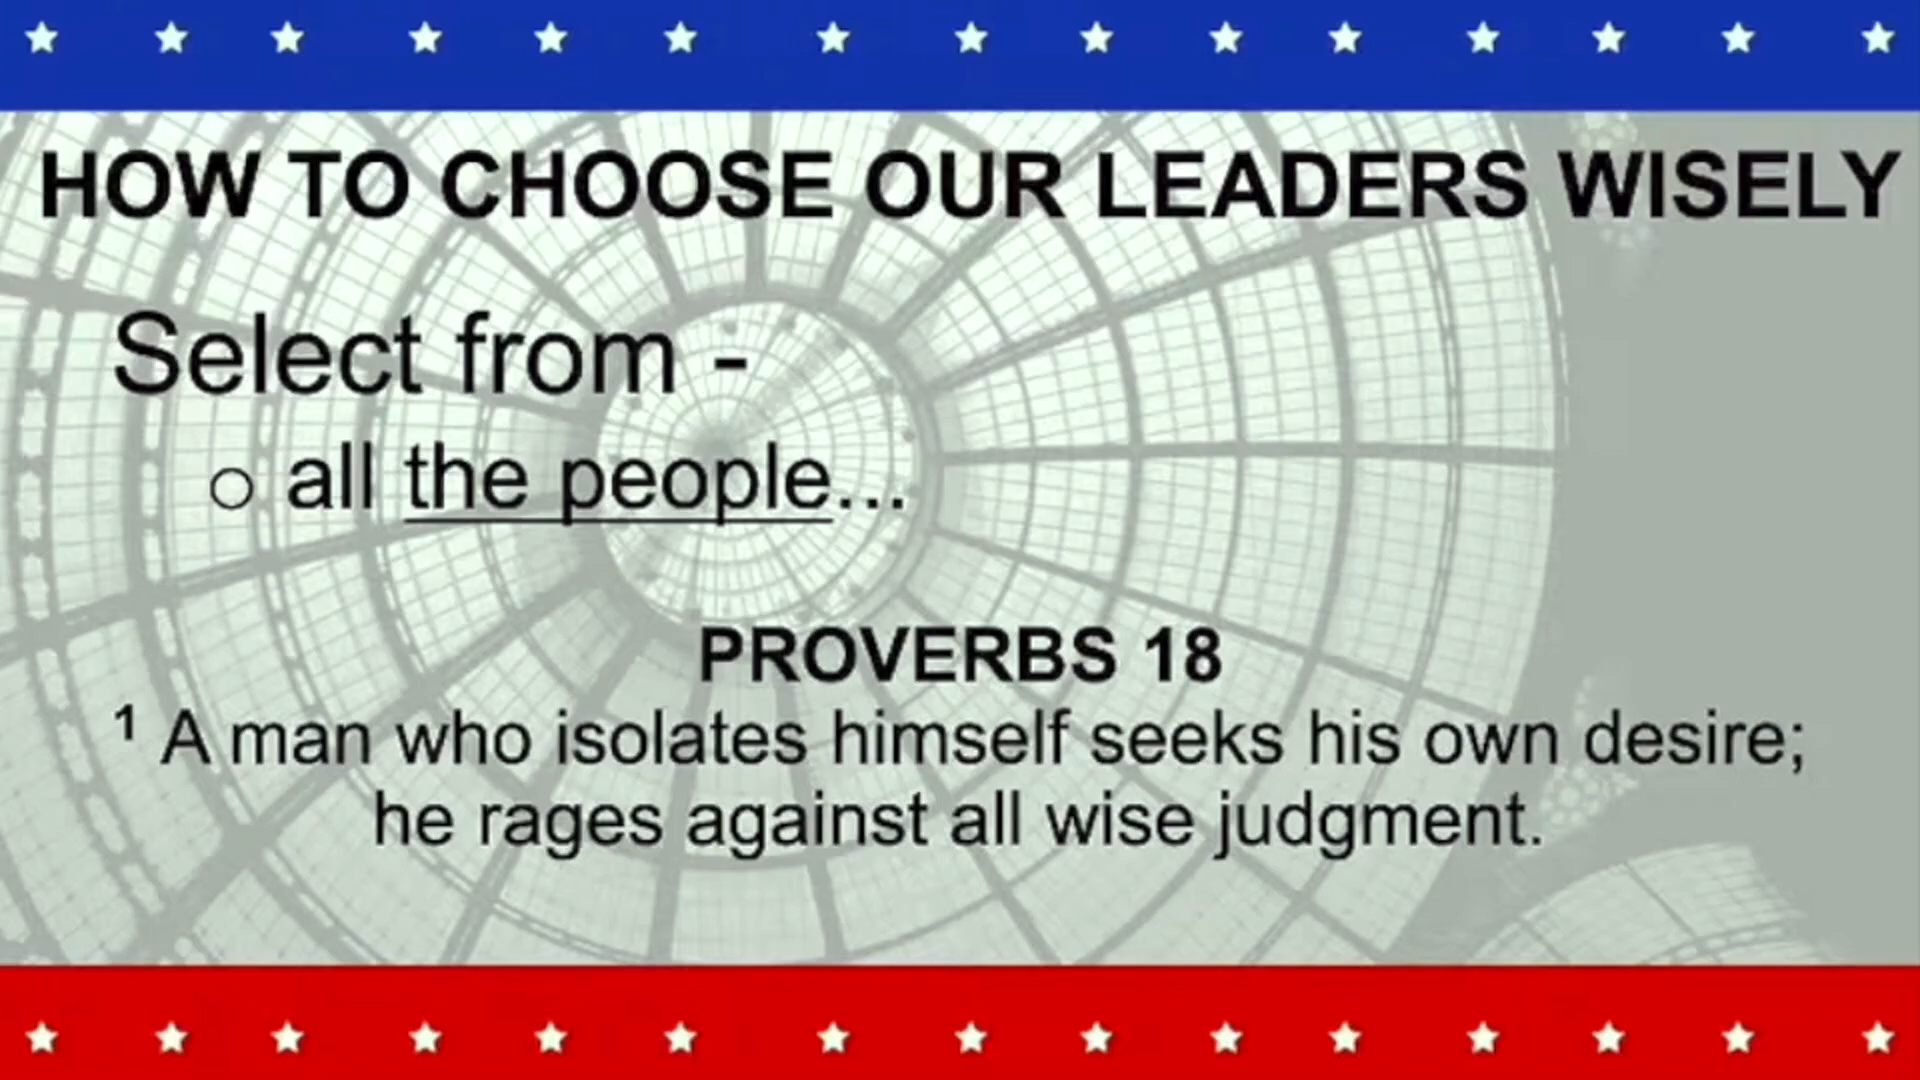 HOW TO CHOOSE OUR LEADERS WISELY
Select from -
○ all the people...
PROVERBS 18
¹ A man who isolates himself seeks his own desire;
he rages against all wise judgment.